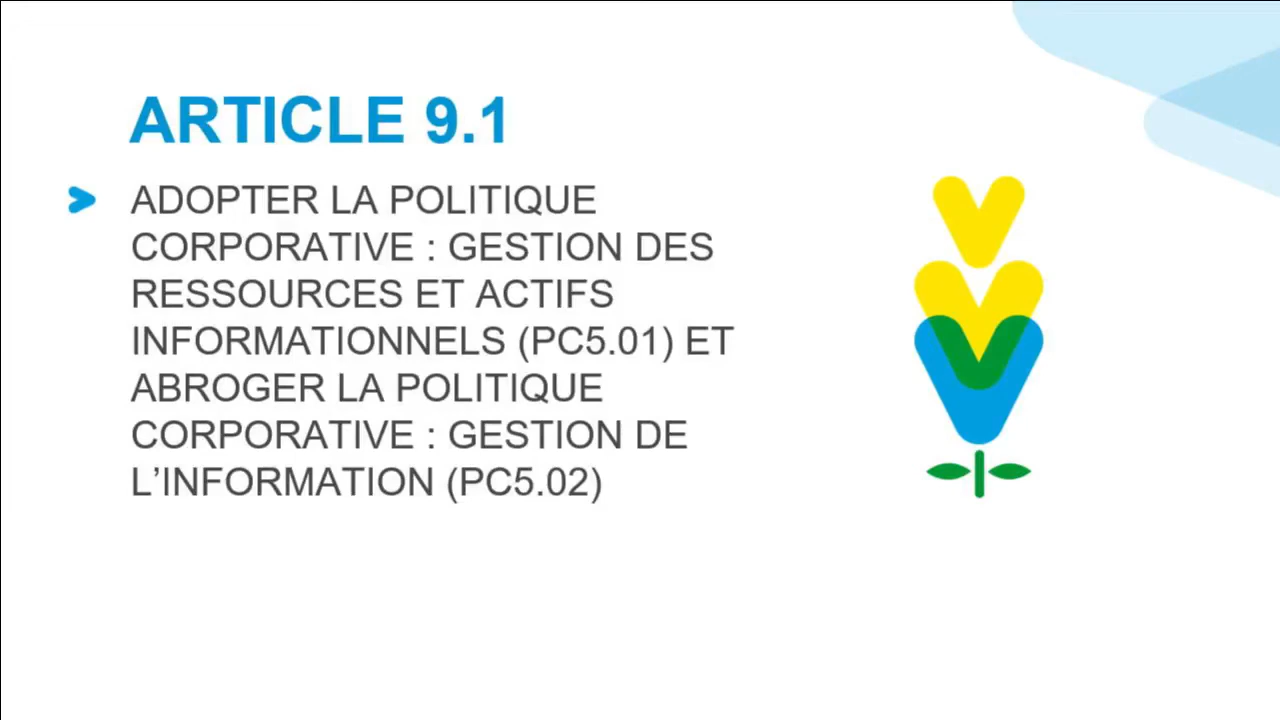 ARTICLE 9.1
ADOPTER LA POLITIQUE
CORPORATIVE : GESTION DES
RESSOURCES ET ACTIFS
INFORMATIONNELS (PC5.01) ET
ABROGER LA POLITIQUE
CORPORATIVE : GESTION DE
L’INFORMATION (PC5.02)